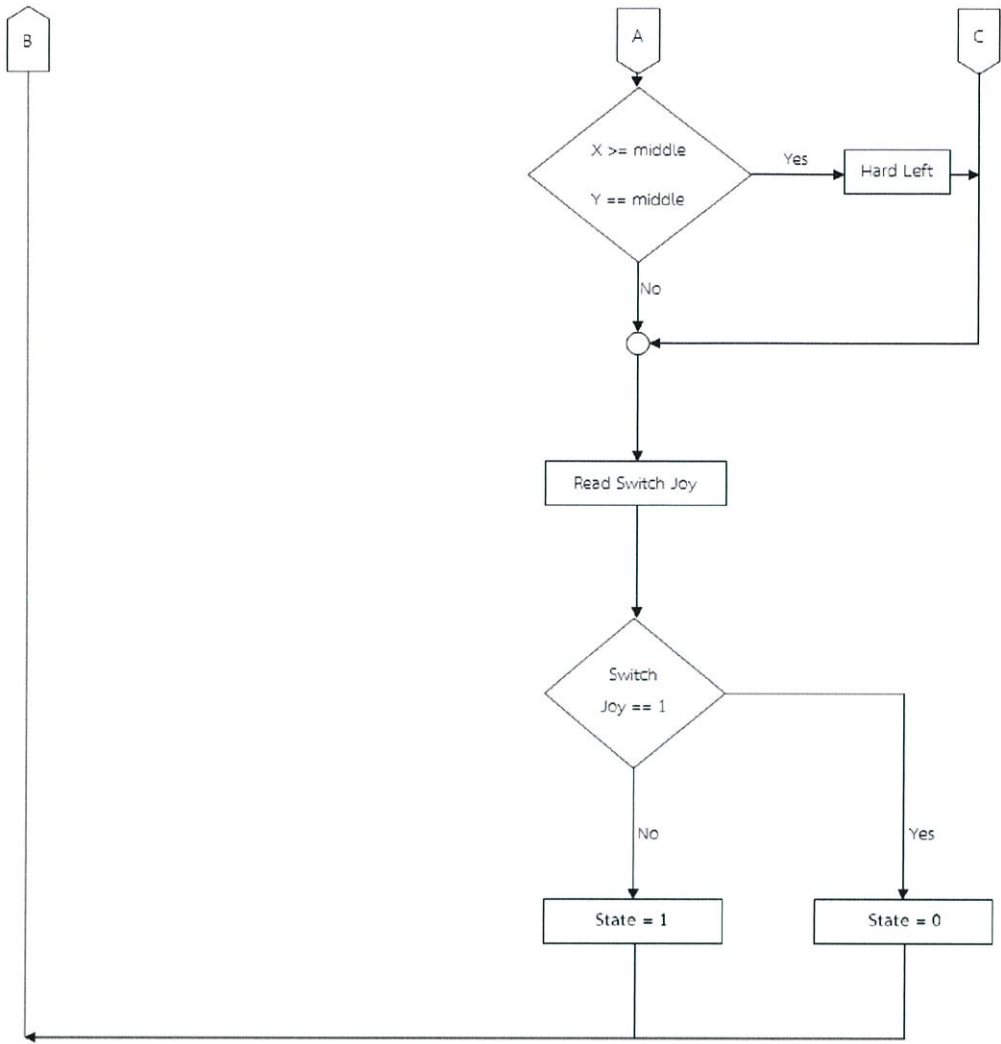 B
A
C
X >= middle
Y == middle
Yes
Hard Left
No
Read Switch Joy
Switch
Joy == 1
No
Yes
State = 1
State = 0